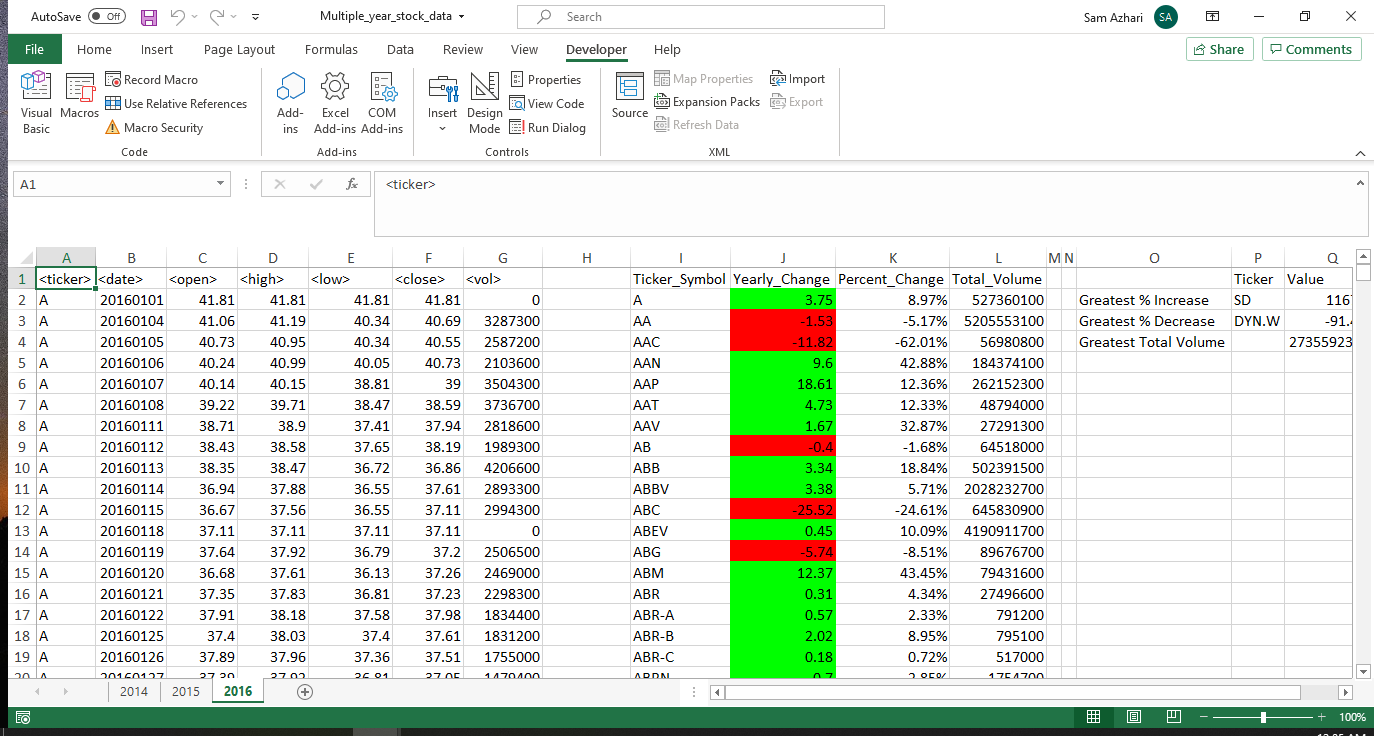 AutoSave Off Multiple_year_stock_data Search Sam Azhari SA
File Home Insert Page Layout Formulas Data Review View Developer Help Share Comments
Visual Basic Macros Record Macro Use Relative References Macro Security
Add-ins Excel Add-ins COM Add-ins
Insert Design Mode Properties View Code Run Dialog
Source Map Properties Expansion Packs Refresh Data Import Export
Code Add-ins Controls XML
A1 fx <ticker>
A B C D E F G H I J K L M N O P Q
1 <ticker> <date> <open> <high> <low> <close> <vol> Ticker_Symbol Yearly_Change Percent_Change Total_Volume Ticker Value
2 A 20160101 41.81 41.81 41.81 41.81 0 A 3.75 8.97% 527360100 Greatest % Increase SD 116
3 A 20160104 41.06 41.19 40.34 40.69 3287300 AA -1.53 -5.17% 5205553100 Greatest % Decrease DYN.W -91.
4 A 20160105 40.73 40.95 40.34 40.55 2587200 AAC -11.82 -62.01% 56980800 Greatest Total Volume 27355923
5 A 20160106 40.24 40.99 40.05 40.73 2103600 AAN 9.6 42.88% 184374100
6 A 20160107 40.14 40.15 38.81 39 3504300 AAP 18.61 12.36% 262152300
7 A 20160108 39.22 39.71 38.47 38.59 3736700 AAT 4.73 12.33% 48794000
8 A 20160111 38.71 38.9 37.41 37.94 2818600 AAV 1.67 32.87% 27291300
9 A 20160112 38.43 38.58 37.65 38.19 1989300 AB -0.4 -1.68% 64518000
10 A 20160113 38.35 38.47 36.72 36.86 4206600 ABB 3.34 18.84% 502391500
11 A 20160114 36.94 37.88 36.55 37.61 2893300 ABBV 3.38 5.71% 2028232700
12 A 20160115 36.67 37.56 36.55 37.11 2994300 ABC -25.52 -24.61% 645830900
13 A 20160118 37.11 37.11 37.11 37.11 0 ABEV 0.45 10.09% 4190911700
14 A 20160119 37.64 37.92 36.79 37.2 2506500 ABG -5.74 -8.51% 89676700
15 A 20160120 36.68 37.61 36.13 37.26 2469000 ABM 12.37 43.45% 79431600
16 A 20160121 37.35 37.83 36.81 37.23 2298300 ABR 0.31 4.34% 27496600
17 A 20160122 37.91 38.18 37.58 37.98 1834400 ABR-A 0.57 2.33% 791200
18 A 20160125 37.4 38.03 37.4 37.61 1831200 ABR-B 2.02 8.95% 795100
19 A 20160126 37.89 37.96 37.36 37.51 1755000 ABR-C 0.18 0.72% 517000
2014 2015 2016
100%